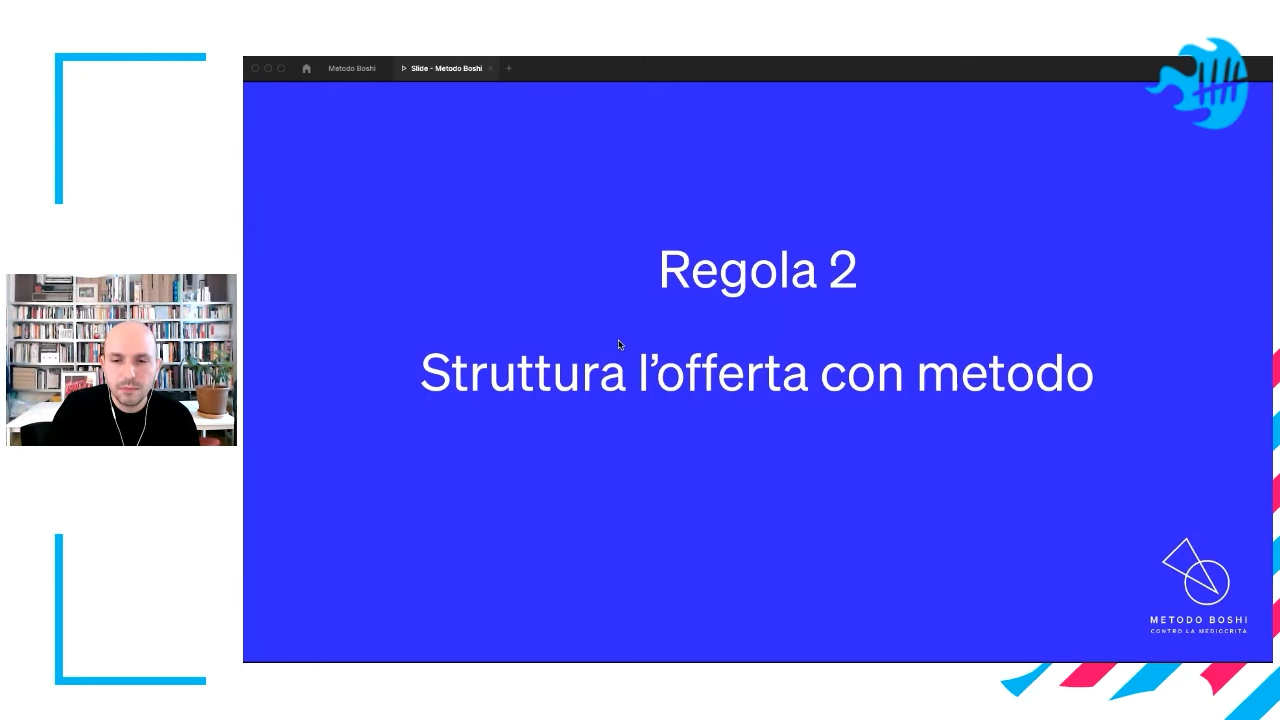 Metodo Boshi
Slide - Metodo Boshi
Regola 2
Struttura l’offerta con metodo
METODO BOSHI
CONTRO LA MEDIOCRITÀ